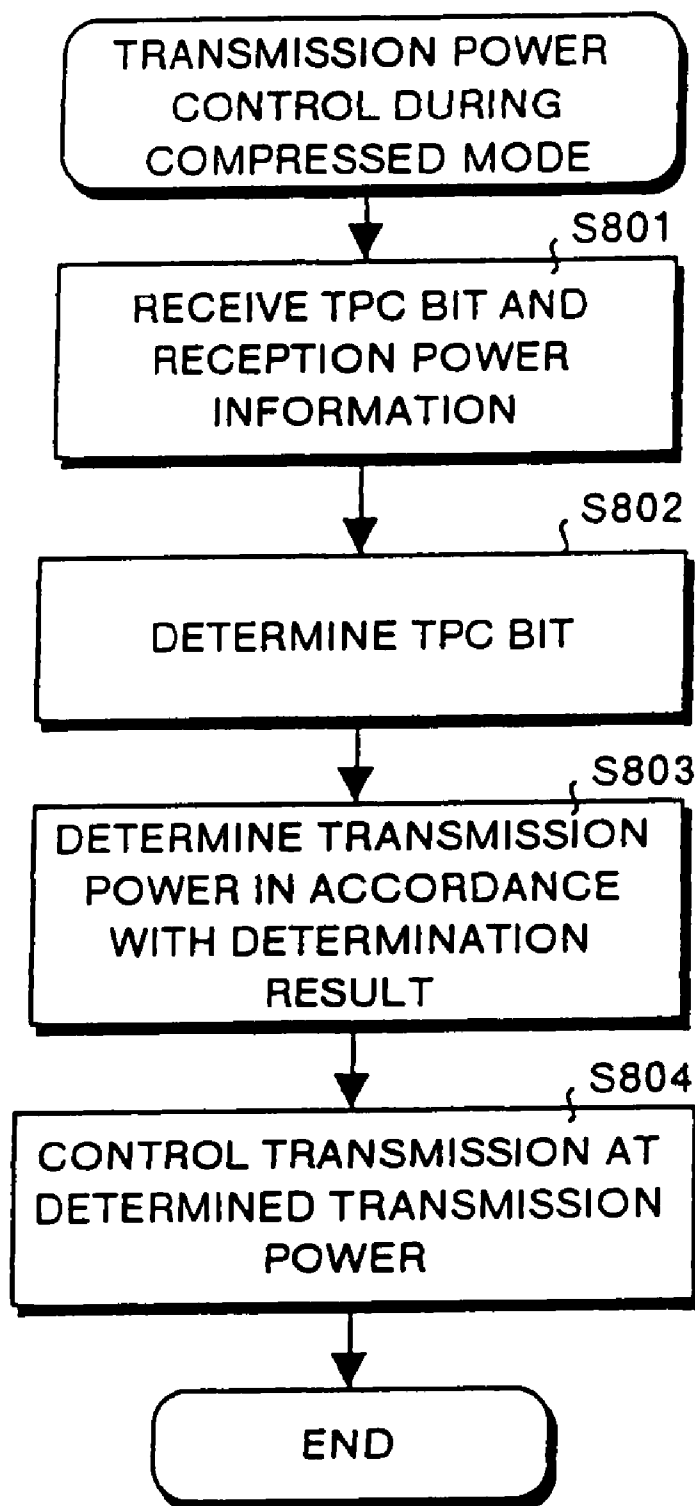 TRANSMISSION POWER
CONTROL DURING
COMPRESSED MODE
S801
RECEIVE TPC BIT AND
RECEPTION POWER
INFORMATION
S802
DETERMINE TPC BIT
S803
DETERMINE TRANSMISSION
POWER IN ACCORDANCE
WITH DETERMINATION
RESULT
S804
CONTROL TRANSMISSION AT
DETERMINED TRANSMISSION
POWER
END